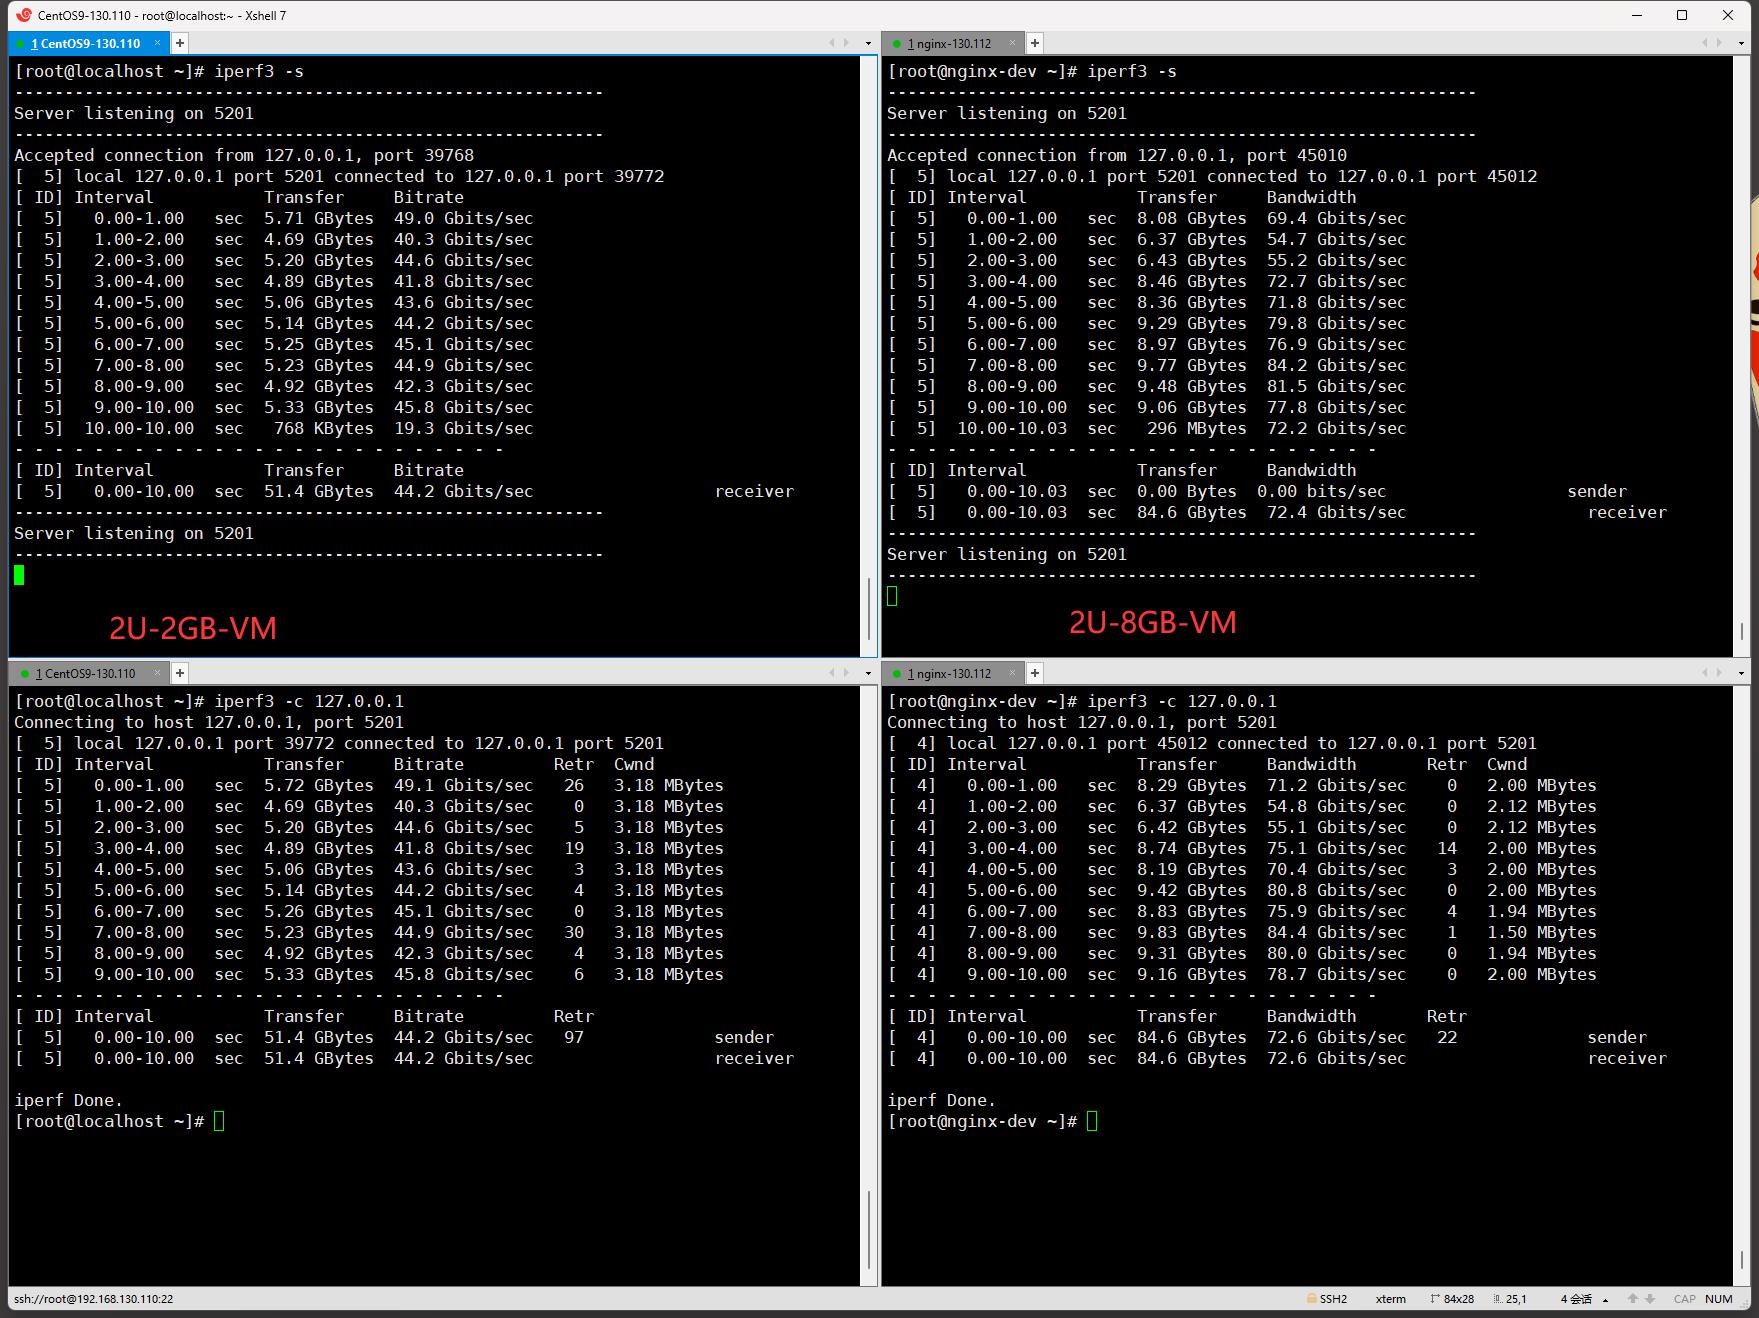 CentOS9-130.110 - root@localhost:~ - Xshell 7
1 CentOS9-130.110
[root@localhost ~]# iperf3 -s
-----------------------------------------------------------
Server listening on 5201
-----------------------------------------------------------
Accepted connection from 127.0.0.1, port 39768
[  5] local 127.0.0.1 port 5201 connected to 127.0.0.1 port 39772
[ ID] Interval           Transfer     Bitrate
[  5]   0.00-1.00   sec  5.71 GBytes  49.0 Gbits/sec
[  5]   1.00-2.00   sec  4.69 GBytes  40.3 Gbits/sec
[  5]   2.00-3.00   sec  5.20 GBytes  44.6 Gbits/sec
[  5]   3.00-4.00   sec  4.89 GBytes  41.8 Gbits/sec
[  5]   4.00-5.00   sec  5.06 GBytes  43.6 Gbits/sec
[  5]   5.00-6.00   sec  5.14 GBytes  44.2 Gbits/sec
[  5]   6.00-7.00   sec  5.25 GBytes  45.1 Gbits/sec
[  5]   7.00-8.00   sec  5.23 GBytes  44.9 Gbits/sec
[  5]   8.00-9.00   sec  4.92 GBytes  42.3 Gbits/sec
[  5]   9.00-10.00  sec  5.33 GBytes  45.8 Gbits/sec
[  5]  10.00-10.00  sec   768 KBytes  19.3 Gbits/sec
- - - - - - - - - - - - - - - - - - - - - - - - -
[ ID] Interval           Transfer     Bitrate
[  5]   0.00-10.00  sec  51.4 GBytes  44.2 Gbits/sec                  receiver
-----------------------------------------------------------
Server listening on 5201
-----------------------------------------------------------
2U-2GB-VM
1 nginx-130.112
[root@nginx-dev ~]# iperf3 -s
-----------------------------------------------------------
Server listening on 5201
-----------------------------------------------------------
Accepted connection from 127.0.0.1, port 45010
[  5] local 127.0.0.1 port 5201 connected to 127.0.0.1 port 45012
[ ID] Interval           Transfer     Bandwidth
[  5]   0.00-1.00   sec  8.08 GBytes  69.4 Gbits/sec
[  5]   1.00-2.00   sec  6.37 GBytes  54.7 Gbits/sec
[  5]   2.00-3.00   sec  6.43 GBytes  55.2 Gbits/sec
[  5]   3.00-4.00   sec  8.46 GBytes  72.7 Gbits/sec
[  5]   4.00-5.00   sec  8.36 GBytes  71.8 Gbits/sec
[  5]   5.00-6.00   sec  9.29 GBytes  79.8 Gbits/sec
[  5]   6.00-7.00   sec  8.97 GBytes  76.9 Gbits/sec
[  5]   7.00-8.00   sec  9.77 GBytes  84.2 Gbits/sec
[  5]   8.00-9.00   sec  9.48 GBytes  81.5 Gbits/sec
[  5]   9.00-10.00  sec  9.06 GBytes  77.8 Gbits/sec
[  5]  10.00-10.03  sec   296 MBytes  72.2 Gbits/sec
- - - - - - - - - - - - - - - - - - - - - - - - -
[ ID] Interval           Transfer     Bandwidth
[  5]   0.00-10.03  sec  0.00 Bytes  0.00 bits/sec                  sender
[  5]   0.00-10.03  sec  84.6 GBytes  72.4 Gbits/sec                  receiver
-----------------------------------------------------------
Server listening on 5201
-----------------------------------------------------------
2U-8GB-VM
1 CentOS9-130.110
[root@localhost ~]# iperf3 -c 127.0.0.1
Connecting to host 127.0.0.1, port 5201
[  5] local 127.0.0.1 port 39772 connected to 127.0.0.1 port 5201
[ ID] Interval           Transfer     Bitrate         Retr  Cwnd
[  5]   0.00-1.00   sec  5.72 GBytes  49.1 Gbits/sec   26   3.18 MBytes
[  5]   1.00-2.00   sec  4.69 GBytes  40.3 Gbits/sec    0   3.18 MBytes
[  5]   2.00-3.00   sec  5.20 GBytes  44.6 Gbits/sec    5   3.18 MBytes
[  5]   3.00-4.00   sec  4.89 GBytes  41.8 Gbits/sec   19   3.18 MBytes
[  5]   4.00-5.00   sec  5.06 GBytes  43.6 Gbits/sec    3   3.18 MBytes
[  5]   5.00-6.00   sec  5.14 GBytes  44.2 Gbits/sec    4   3.18 MBytes
[  5]   6.00-7.00   sec  5.26 GBytes  45.1 Gbits/sec    0   3.18 MBytes
[  5]   7.00-8.00   sec  5.23 GBytes  44.9 Gbits/sec   30   3.18 MBytes
[  5]   8.00-9.00   sec  4.92 GBytes  42.3 Gbits/sec    4   3.18 MBytes
[  5]   9.00-10.00  sec  5.33 GBytes  45.8 Gbits/sec    6   3.18 MBytes
- - - - - - - - - - - - - - - - - - - - - - - - -
[ ID] Interval           Transfer     Bitrate         Retr
[  5]   0.00-10.00  sec  51.4 GBytes  44.2 Gbits/sec   97             sender
[  5]   0.00-10.00  sec  51.4 GBytes  44.2 Gbits/sec                  receiver
iperf Done.
[root@localhost ~]#
1 nginx-130.112
[root@nginx-dev ~]# iperf3 -c 127.0.0.1
Connecting to host 127.0.0.1, port 5201
[  4] local 127.0.0.1 port 45012 connected to 127.0.0.1 port 5201
[ ID] Interval           Transfer     Bandwidth       Retr  Cwnd
[  4]   0.00-1.00   sec  8.29 GBytes  71.2 Gbits/sec    0   2.00 MBytes
[  4]   1.00-2.00   sec  6.37 GBytes  54.8 Gbits/sec    0   2.12 MBytes
[  4]   2.00-3.00   sec  6.42 GBytes  55.1 Gbits/sec    0   2.12 MBytes
[  4]   3.00-4.00   sec  8.74 GBytes  75.1 Gbits/sec   14   2.00 MBytes
[  4]   4.00-5.00   sec  8.19 GBytes  70.4 Gbits/sec    3   2.00 MBytes
[  4]   5.00-6.00   sec  9.42 GBytes  80.8 Gbits/sec    0   2.00 MBytes
[  4]   6.00-7.00   sec  8.83 GBytes  75.9 Gbits/sec    4   1.94 MBytes
[  4]   7.00-8.00   sec  9.83 GBytes  84.4 Gbits/sec    1   1.50 MBytes
[  4]   8.00-9.00   sec  9.31 GBytes  80.0 Gbits/sec    0   1.94 MBytes
[  4]   9.00-10.00  sec  9.16 GBytes  78.7 Gbits/sec    0   2.00 MBytes
- - - - - - - - - - - - - - - - - - - - - - - - -
[ ID] Interval           Transfer     Bandwidth       Retr
[  4]   0.00-10.00  sec  84.6 GBytes  72.6 Gbits/sec   22             sender
[  4]   0.00-10.00  sec  84.6 GBytes  72.6 Gbits/sec                  receiver
iperf Done.
[root@nginx-dev ~]#
ssh://root@192.168.130.110:22 SSH2 xterm 84x28 25,1 4 会话 CAP NUM